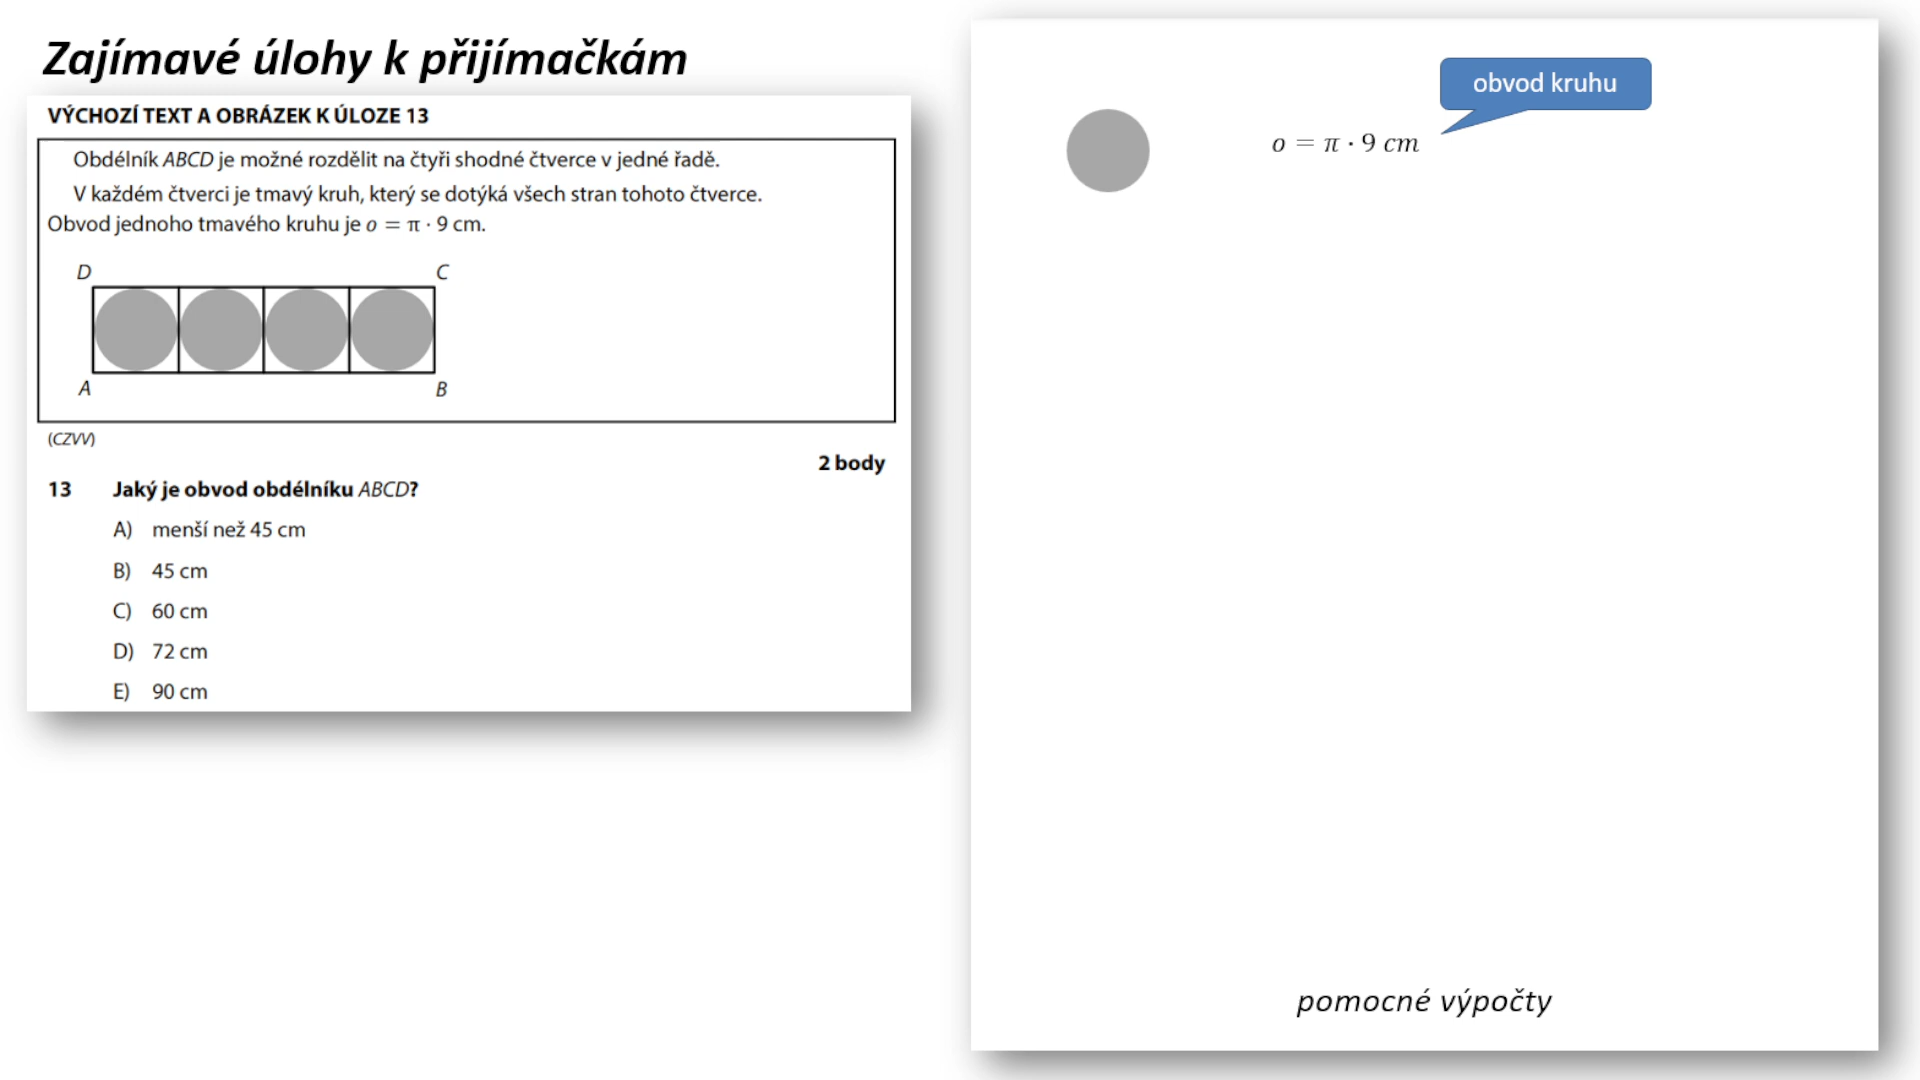 Zajímavé úlohy k přijímačkám
VÝCHOZÍ TEXT A OBRÁZEK K ÚLOZE 13
Obdélník ABCD je možné rozdělit na čtyři shodné čtverce v jedné řadě.
V každém čtverci je tmavý kruh, který se dotýká všech stran tohoto čtverce.
Obvod jednoho tmavého kruhu je o = π · 9 cm.
D C
A B
(CZVV)
2 body
13 Jaký je obvod obdélníku ABCD?
A) menší než 45 cm
B) 45 cm
C) 60 cm
D) 72 cm
E) 90 cm
obvod kruhu
o = π · 9 cm
pomocné výpočty